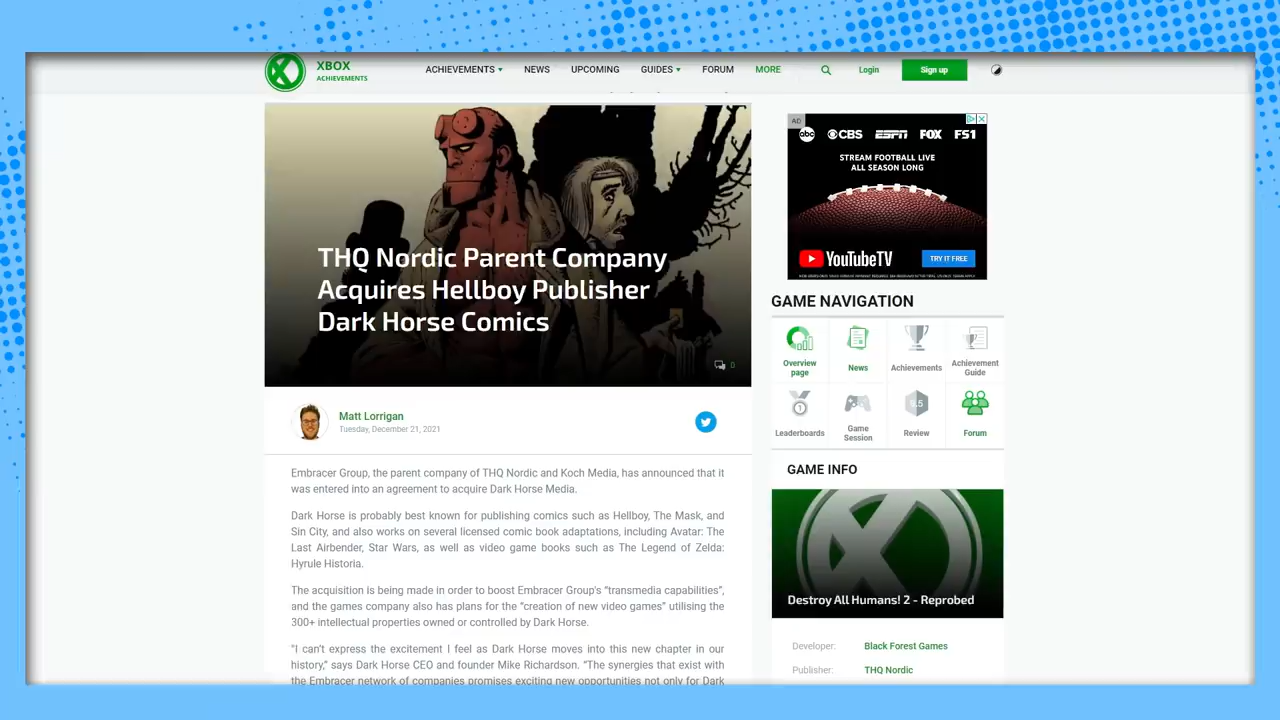 XBOX
ACHIEVEMENTS
ACHIEVEMENTS NEWS UPCOMING GUIDES FORUM MORE Login Sign up
THQ Nordic Parent Company
Acquires Hellboy Publisher
Dark Horse Comics
0
Matt Lorrigan
Tuesday, December 21, 2021
Embracer Group, the parent company of THQ Nordic and Koch Media, has announced that it
was entered into an agreement to acquire Dark Horse Media.
Dark Horse is probably best known for publishing comics such as Hellboy, The Mask, and
Sin City, and also works on several licensed comic book adaptations, including Avatar: The
Last Airbender, Star Wars, as well as video game books such as The Legend of Zelda:
Hyrule Historia.
The acquisition is being made in order to boost Embracer Group's "transmedia capabilities",
and the games company also has plans for the "creation of new video games" utilising the
300+ intellectual properties owned or controlled by Dark Horse.
"I can't express the excitement I feel as Dark Horse moves into this new chapter in our
history," says Dark Horse CEO and founder Mike Richardson. "The synergies that exist with
the Embracer network of companies promises exciting new opportunities not only for Dark
AD
abc CBS ESPN FOX FS1
STREAM FOOTBALL LIVE
ALL SEASON LONG
YouTubeTV TRY IT FREE
GAME NAVIGATION
Overview
page
News
Achievements
Achievement
Guide
Leaderboards
Game
Session
9.5
Review
Forum
GAME INFO
Destroy All Humans! 2 - Reprobed
Developer: Black Forest Games
Publisher: THQ Nordic